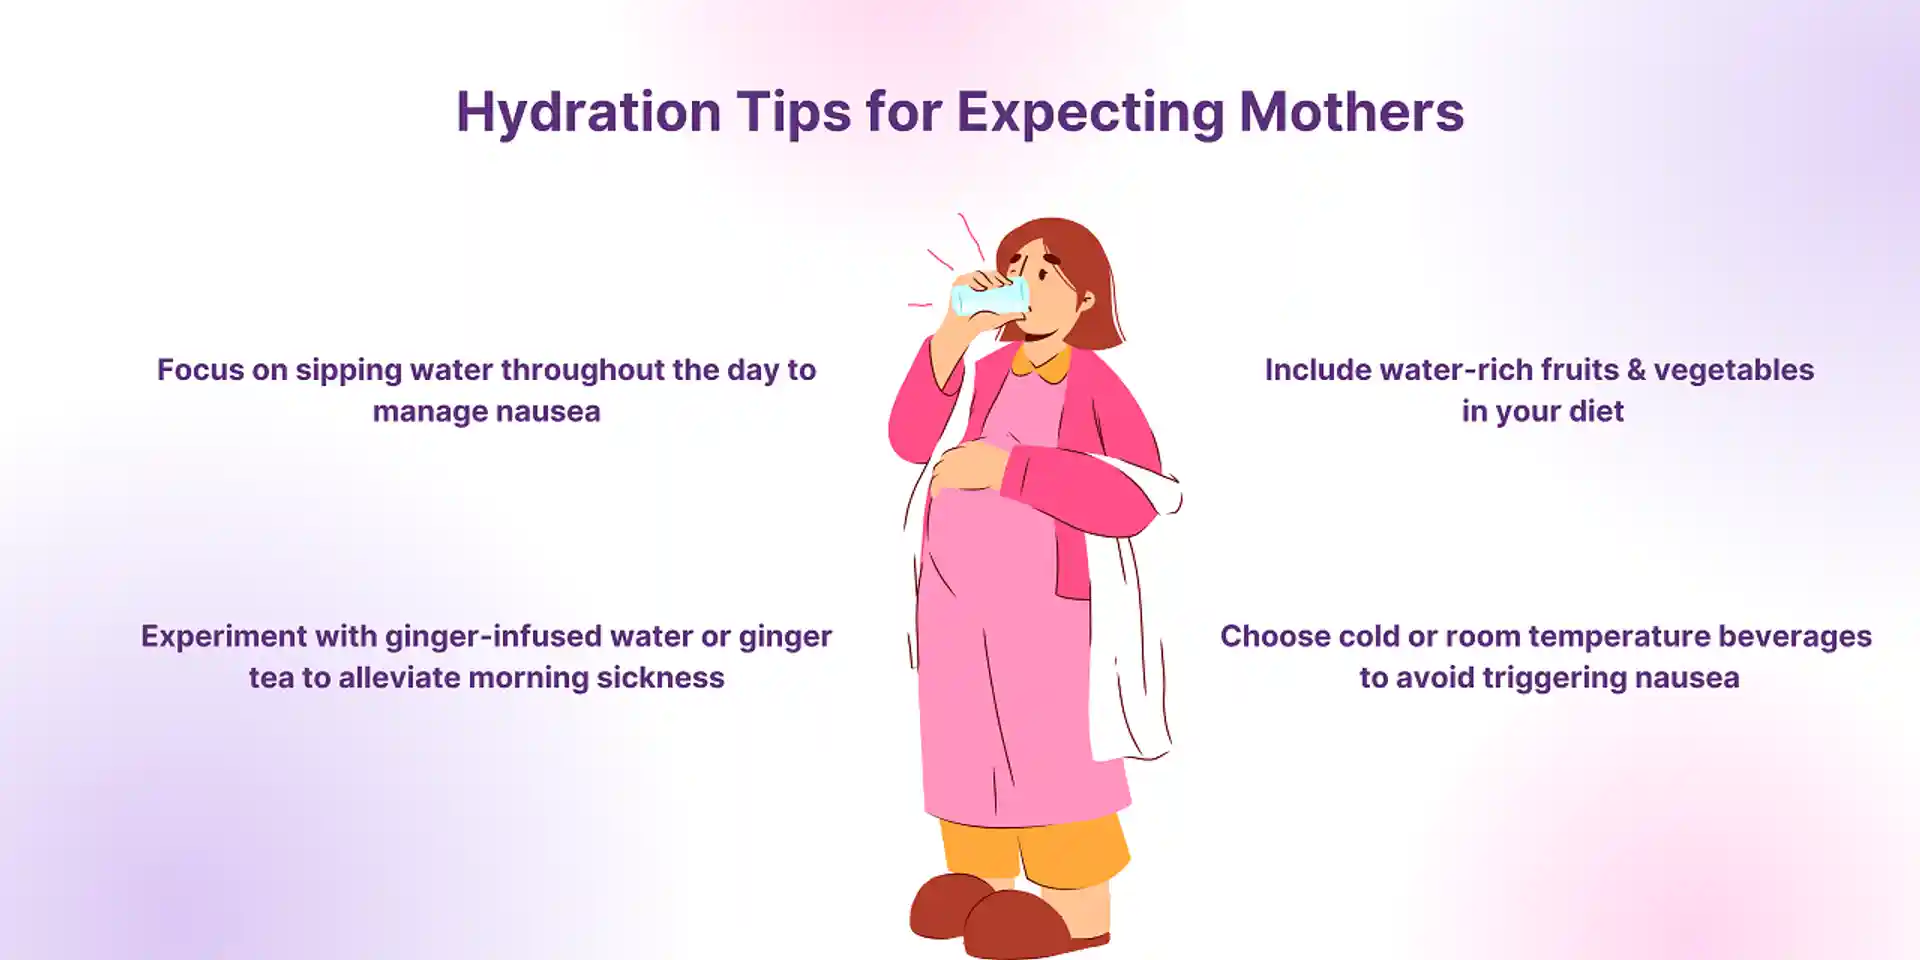 Hydration Tips for Expecting Mothers
Focus on sipping water throughout the day to
manage nausea
Include water-rich fruits & vegetables
in your diet
Experiment with ginger-infused water or ginger
tea to alleviate morning sickness
Choose cold or room temperature beverages
to avoid triggering nausea